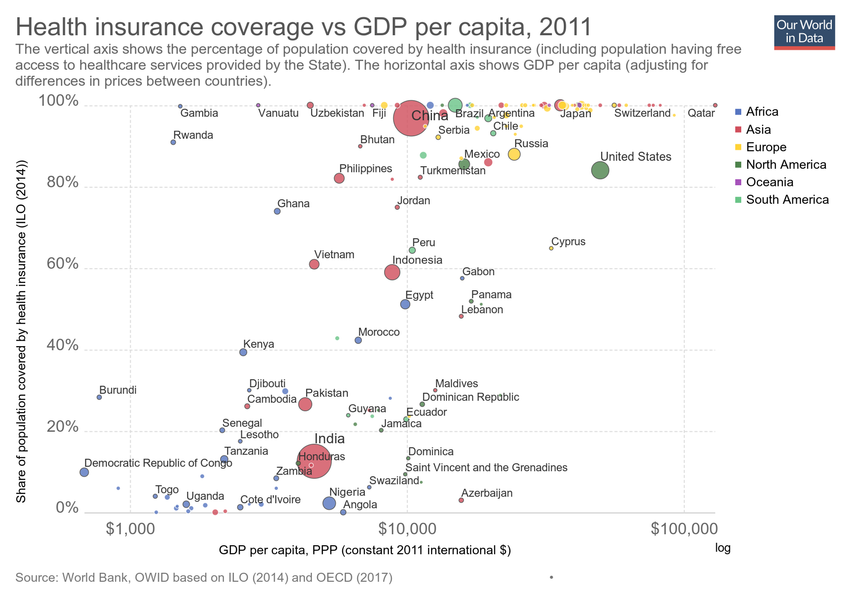 Health insurance coverage vs GDP per capita, 2011
Our World
in Data
The vertical axis shows the percentage of population covered by health insurance (including population having free
access to healthcare services provided by the State). The horizontal axis shows GDP per capita (adjusting for
differences in prices between countries).
100%
Gambia
Vanuatu
Uzbekistan
Fiji
China
Brazil
Argentina
Japan
Switzerland
Qatar
Africa
Asia
Europe
North America
Oceania
South America
Rwanda
Bhutan
Serbia
Chile
Russia
Philippines
Turkmenistan
Mexico
United States
80%
Ghana
Jordan
Peru
Cyprus
Vietnam
Indonesia
60%
Gabon
Egypt
Panama
Lebanon
Morocco
40%
Kenya
Burundi
Djibouti
Cambodia
Pakistan
Maldives
Dominican Republic
Guyana
Ecuador
Jamaica
20%
Senegal
Lesotho
India
Tanzania
Honduras
Dominica
Democratic Republic of Congo
Zambia
Saint Vincent and the Grenadines
Swaziland
Togo
Uganda
Cote d'Ivoire
Nigeria
Angola
Azerbaijan
0%
$1,000
$10,000
$100,000
Share of population covered by health insurance (ILO (2014))
GDP per capita, PPP (constant 2011 international $)
log
Source: World Bank, OWID based on ILO (2014) and OECD (2017)